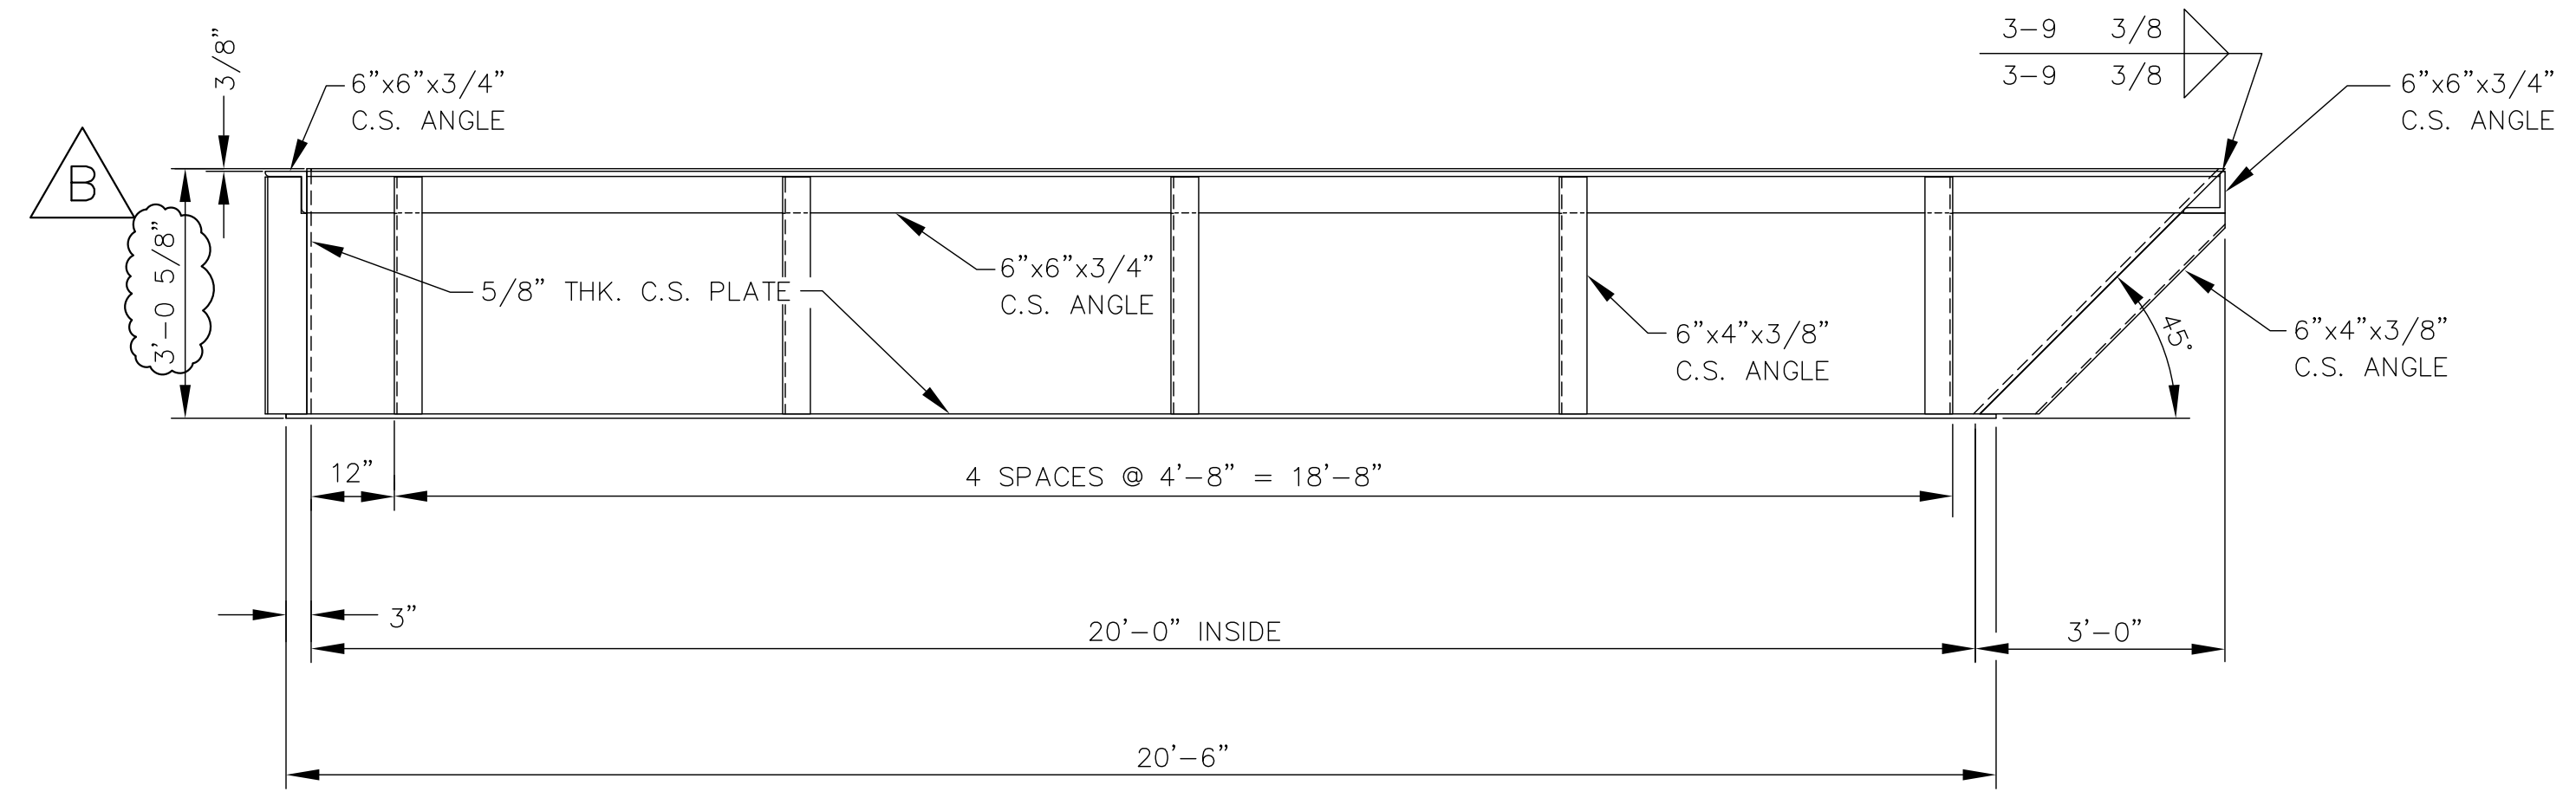 3-9 3/8
3-9 3/8
3/8”
6”x6”x3/4”
C.S. ANGLE
6”x6”x3/4”
C.S. ANGLE
B
3’-0 5/8”
5/8” THK. C.S. PLATE
6”x6”x3/4”
C.S. ANGLE
6”x4”x3/8”
C.S. ANGLE
45°
6”x4”x3/8”
C.S. ANGLE
12”
4 SPACES @ 4’-8” = 18’-8”
3”
20’-0” INSIDE
3’-0”
20’-6”